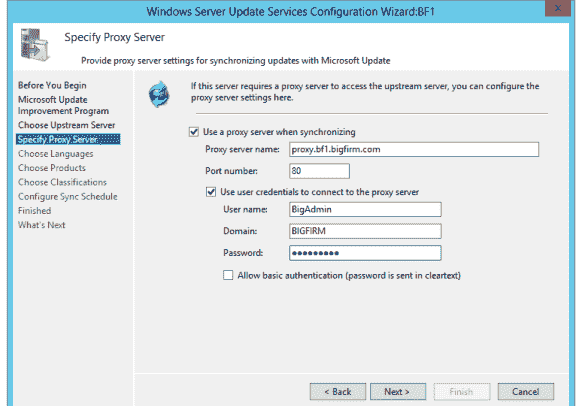 Windows Server Update Services Configuration Wizard:BF1
x
Specify Proxy Server
Provide proxy server settings for synchronizing updates with Microsoft Update
Before You Begin
Microsoft Update
Improvement Program
Choose Upstream Server
Specify Proxy Server
Choose Languages
Choose Products
Choose Classifications
Configure Sync Schedule
Finished
What's Next
If this server requires a proxy server to access the upstream server, you can configure the
proxy server settings here.
Use a proxy server when synchronizing
Proxy server name: proxy.bf1.bigfirm.com
Port number: 80
Use user credentials to connect to the proxy server
User name: BigAdmin
Domain: BIGFIRM
Password: •••••••••
Allow basic authentication (password is sent in cleartext)
< Back Next > Finish Cancel